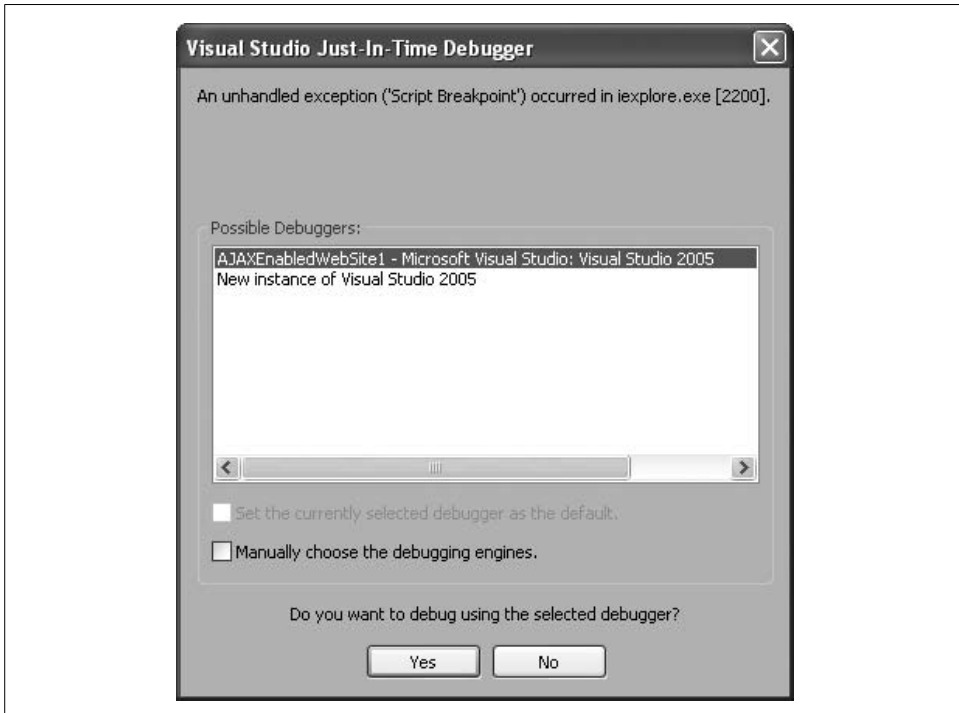 Visual Studio Just-In-Time Debugger
An unhandled exception ('Script Breakpoint') occurred in iexplore.exe [2200].
Possible Debuggers:
AJAXEnabledWebSite1 - Microsoft Visual Studio: Visual Studio 2005
New instance of Visual Studio 2005
Set the currently selected debugger as the default.
Manually choose the debugging engines.
Do you want to debug using the selected debugger?
Yes No